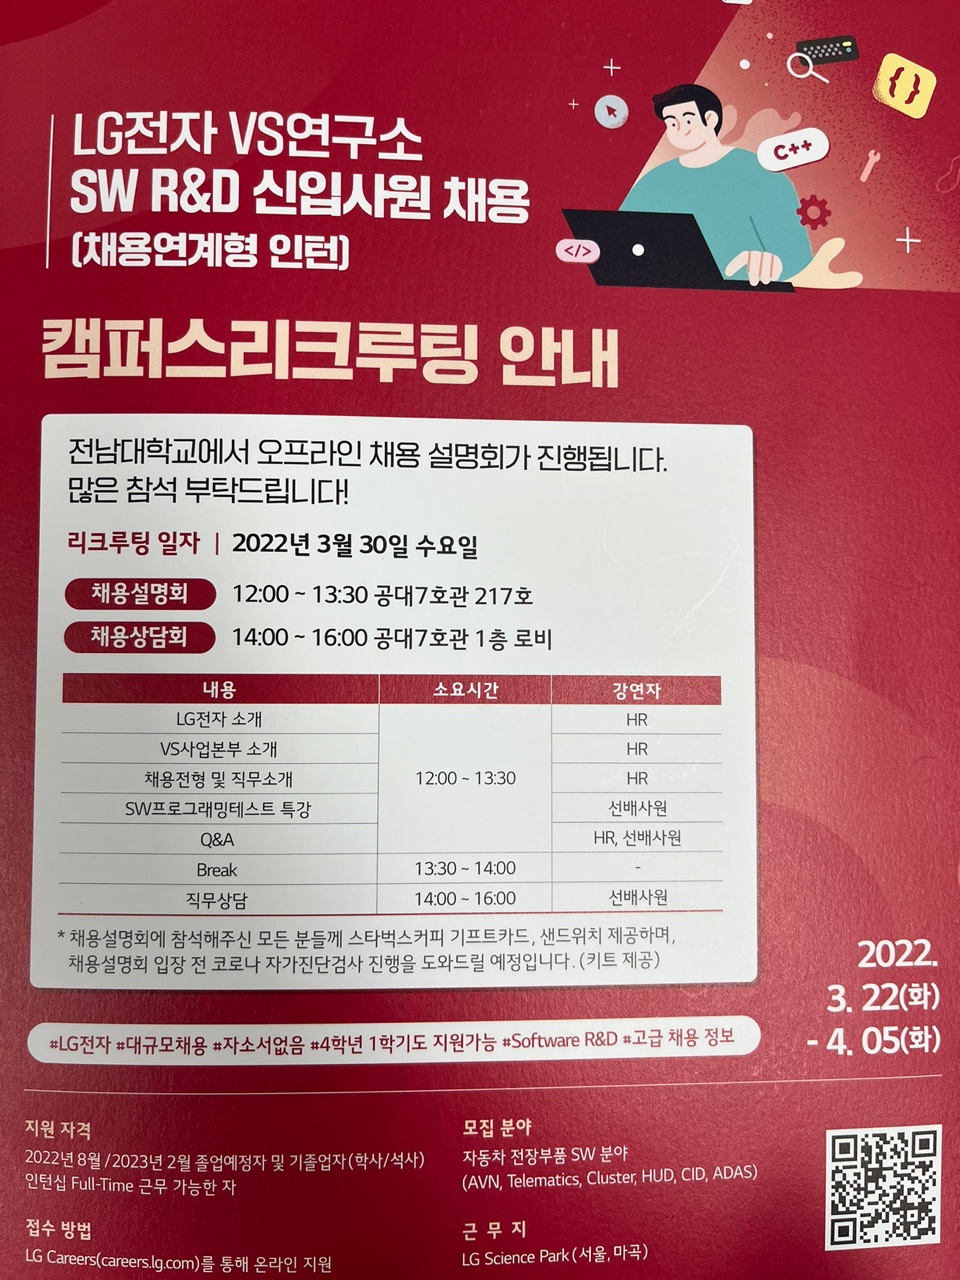 LG전자 VS연구소
SW R&D 신입사원 채용
(채용연계형 인턴)
C++
{}
</>
캠퍼스리크루팅 안내
전남대학교에서 오프라인 채용 설명회가 진행됩니다.
많은 참석 부탁드립니다!
리크루팅 일자 | 2022년 3월 30일 수요일
채용설명회 12:00 ~ 13:30 공대7호관 217호
채용상담회 14:00 ~ 16:00 공대7호관 1층 로비
내용 소요시간 강연자
LG전자 소개 HR
VS사업본부 소개 HR
채용전형 및 직무소개 12:00 ~ 13:30 HR
SW프로그래밍테스트 특강 선배사원
Q&A HR, 선배사원
Break 13:30 ~ 14:00 -
직무상담 14:00 ~ 16:00 선배사원
* 채용설명회에 참석해주신 모든 분들께 스타벅스커피 기프트카드, 샌드위치 제공하며,
채용설명회 입장 전 코로나 자가진단검사 진행을 도와드릴 예정입니다. (키트 제공)
2022.
3. 22(화)
- 4. 05(화)
#LG전자 #대규모채용 #자소서없음 #4학년 1학기도 지원가능 #Software R&D #고급 채용 정보
지원 자격
2022년 8월 / 2023년 2월 졸업예정자 및 기졸업자(학사/석사)
인턴십 Full-Time 근무 가능한 자
접수 방법
LG Careers(careers.lg.com)를 통해 온라인 지원
모집 분야
자동차 전장부품 SW 분야
(AVN, Telematics, Cluster, HUD, CID, ADAS)
근 무 지
LG Science Park (서울, 마곡)